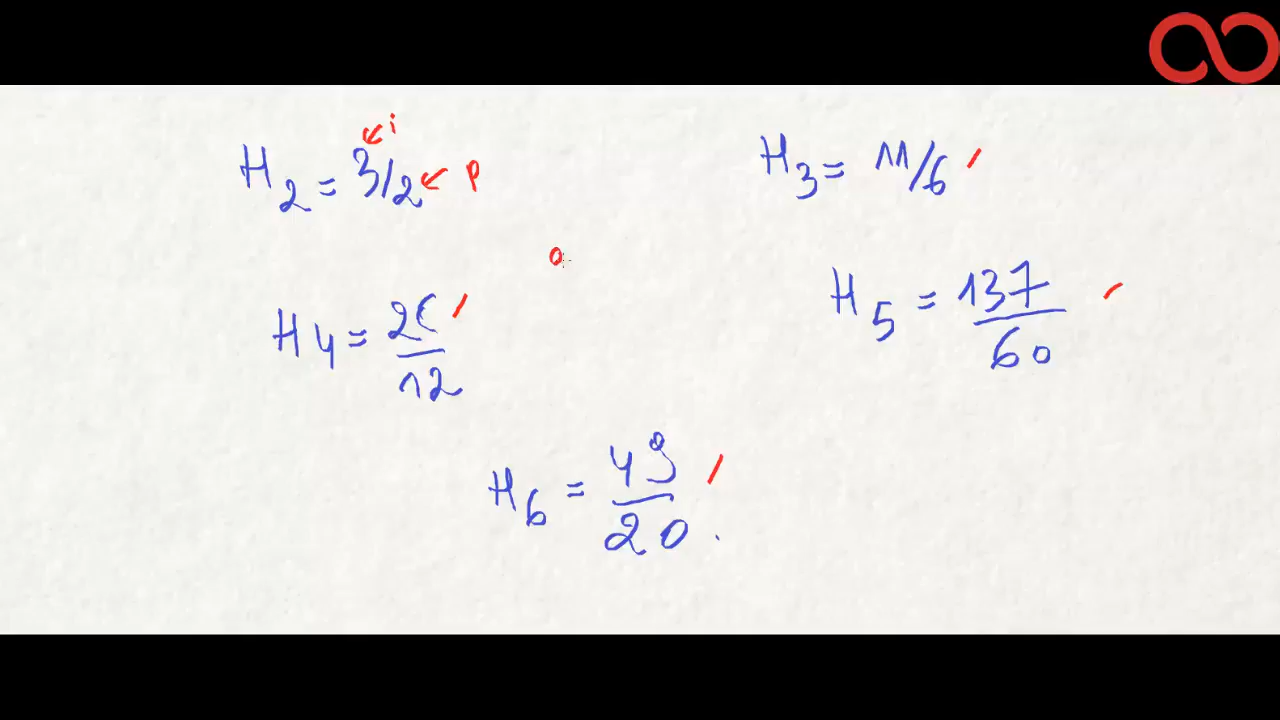 i
H2 = 3/2 p
H3 = 11/6
H4 = 25/12
H5 = 137/60
H6 = 49/20.